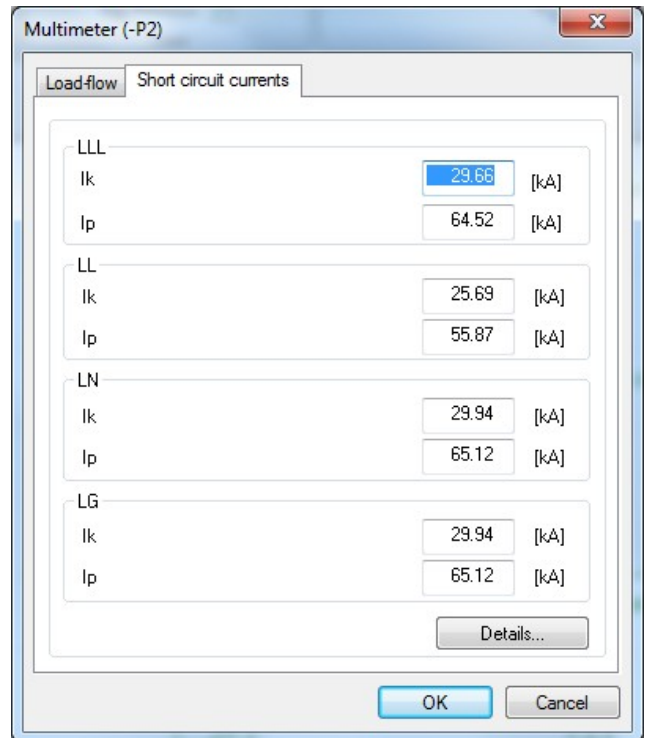 Multimeter (-P2)
Load-flow Short circuit currents
LLL
Ik 29.66 [kA]
Ip 64.52 [kA]
LL
Ik 25.69 [kA]
Ip 55.87 [kA]
LN
Ik 29.94 [kA]
Ip 65.12 [kA]
LG
Ik 29.94 [kA]
Ip 65.12 [kA]
Details...
OK Cancel